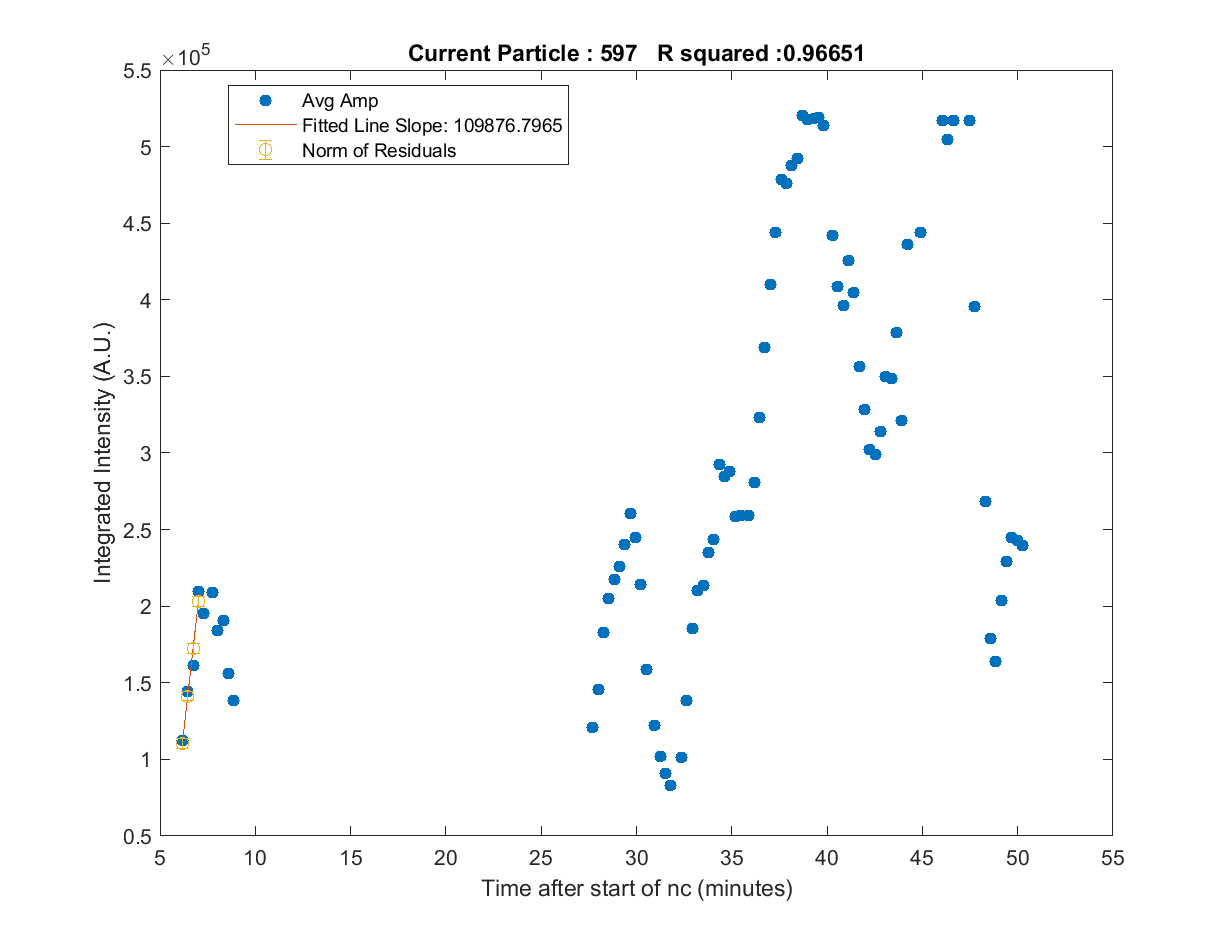 Current Particle : 597 R squared :0.96651
×10^5
Avg Amp
Fitted Line Slope: 109876.7965
Norm of Residuals
5.5
5
4.5
4
3.5
3
2.5
2
1.5
1
0.5
Integrated Intensity (A.U.)
5 10 15 20 25 30 35 40 45 50 55
Time after start of nc (minutes)